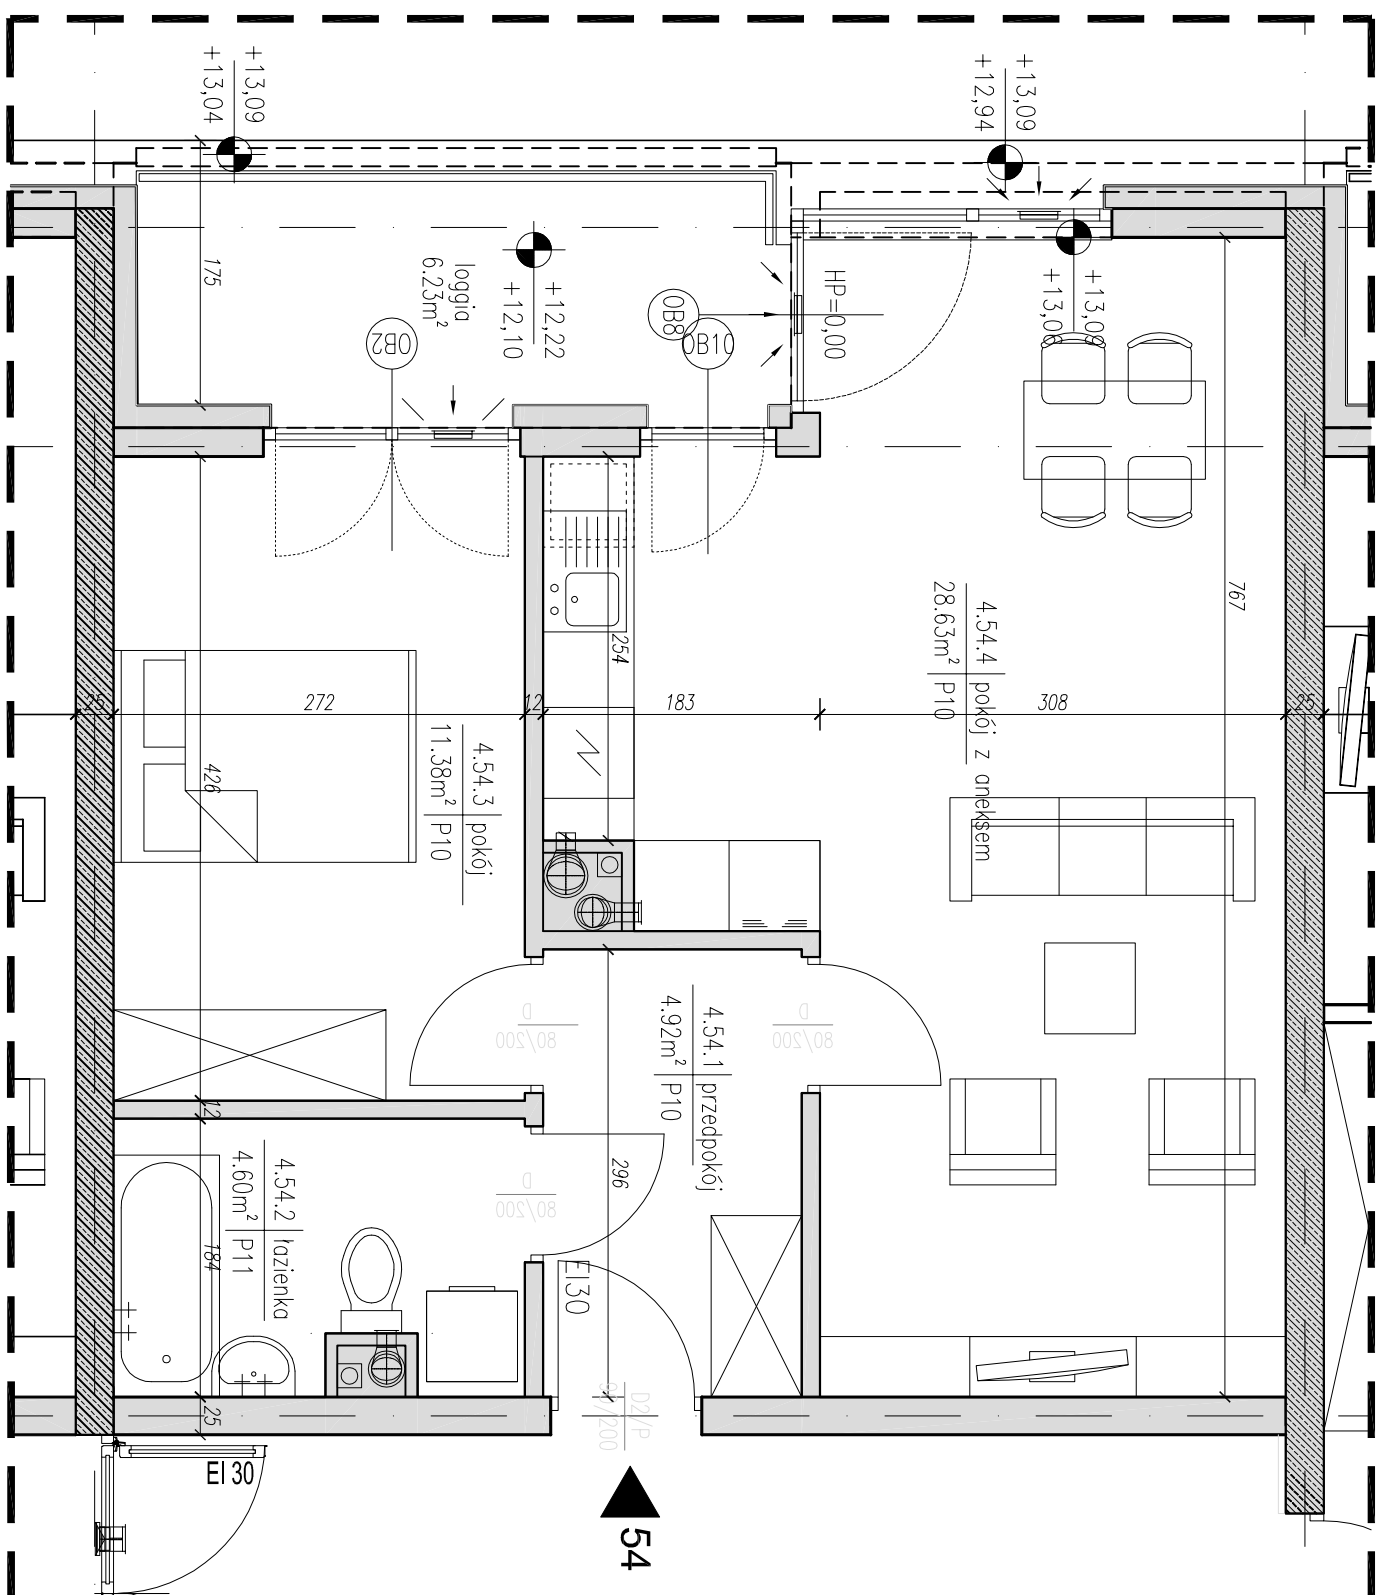 +13,09
+13,04
+13,09
+12,94
175
loggia
6.23m²
+12,22
+12,10
OB2
OB8
OB10
HP=0,00
+13,09
767
254
4.54.4 pokój z aneksem
28.63m² P10
25
272
12
183
308
25
426
4.54.3 pokój
11.38m² P10
D
80/200
D
80/200
4.54.1 przedpokój
4.92m² P10
12
296
D
80/200
4.54.2 łazienka
4.60m² P11
184
EI30
25
D2/P
90/200
EI 30
54